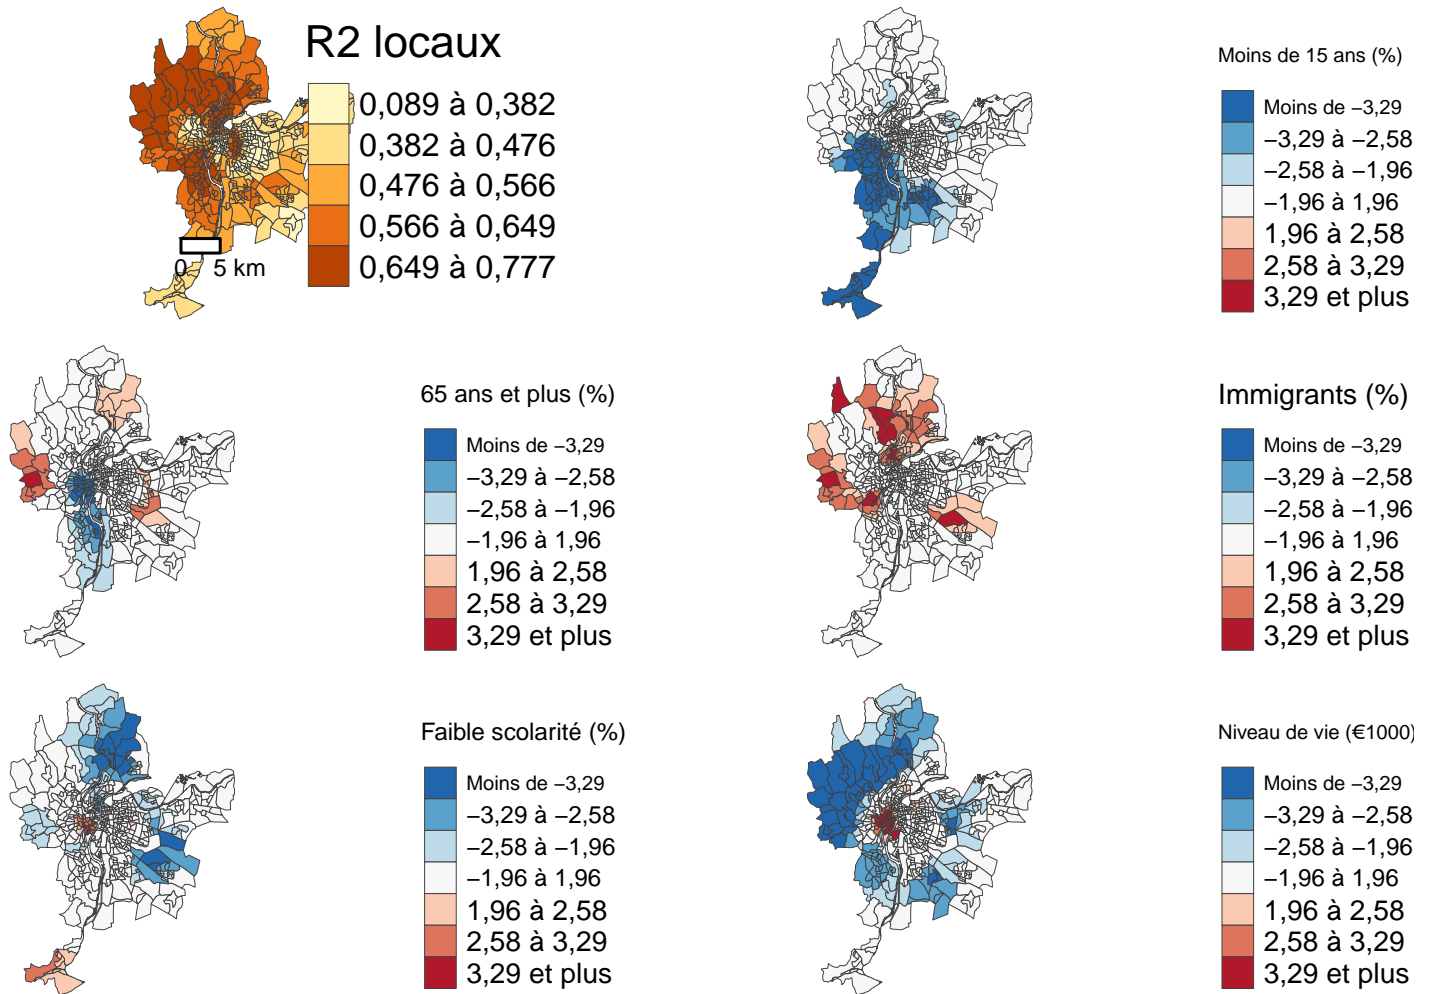 R2 locaux
0,089 à 0,382
0,382 à 0,476
0,476 à 0,566
0,566 à 0,649
0,649 à 0,777
0 5 km
Moins de 15 ans (%)
Moins de −3,29
−3,29 à −2,58
−2,58 à −1,96
−1,96 à 1,96
1,96 à 2,58
2,58 à 3,29
3,29 et plus
65 ans et plus (%)
Moins de −3,29
−3,29 à −2,58
−2,58 à −1,96
−1,96 à 1,96
1,96 à 2,58
2,58 à 3,29
3,29 et plus
Immigrants (%)
Moins de −3,29
−3,29 à −2,58
−2,58 à −1,96
−1,96 à 1,96
1,96 à 2,58
2,58 à 3,29
3,29 et plus
Faible scolarité (%)
Moins de −3,29
−3,29 à −2,58
−2,58 à −1,96
−1,96 à 1,96
1,96 à 2,58
2,58 à 3,29
3,29 et plus
Niveau de vie (€1000)
Moins de −3,29
−3,29 à −2,58
−2,58 à −1,96
−1,96 à 1,96
1,96 à 2,58
2,58 à 3,29
3,29 et plus